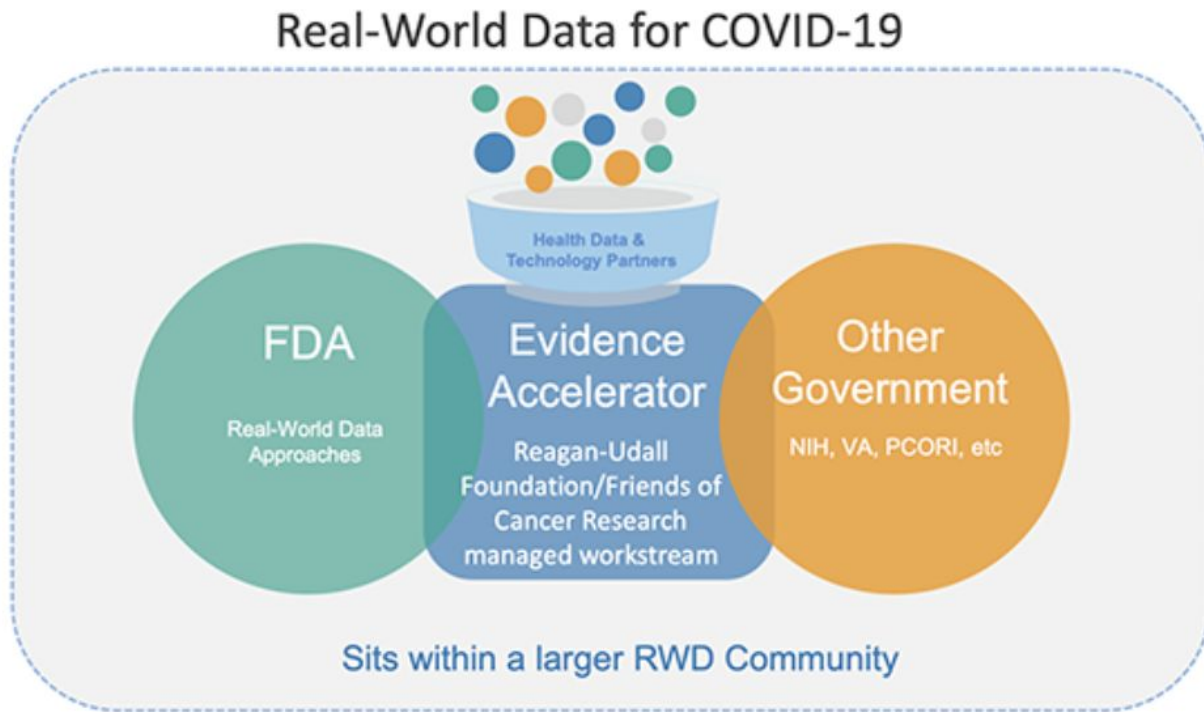 Real-World Data for COVID-19
Health Data &
Technology Partners
FDA
Real-World Data
Approaches
Evidence
Accelerator
Reagan-Udall
Foundation/Friends of
Cancer Research
managed workstream
Other
Government
NIH, VA, PCORI, etc
Sits within a larger RWD Community